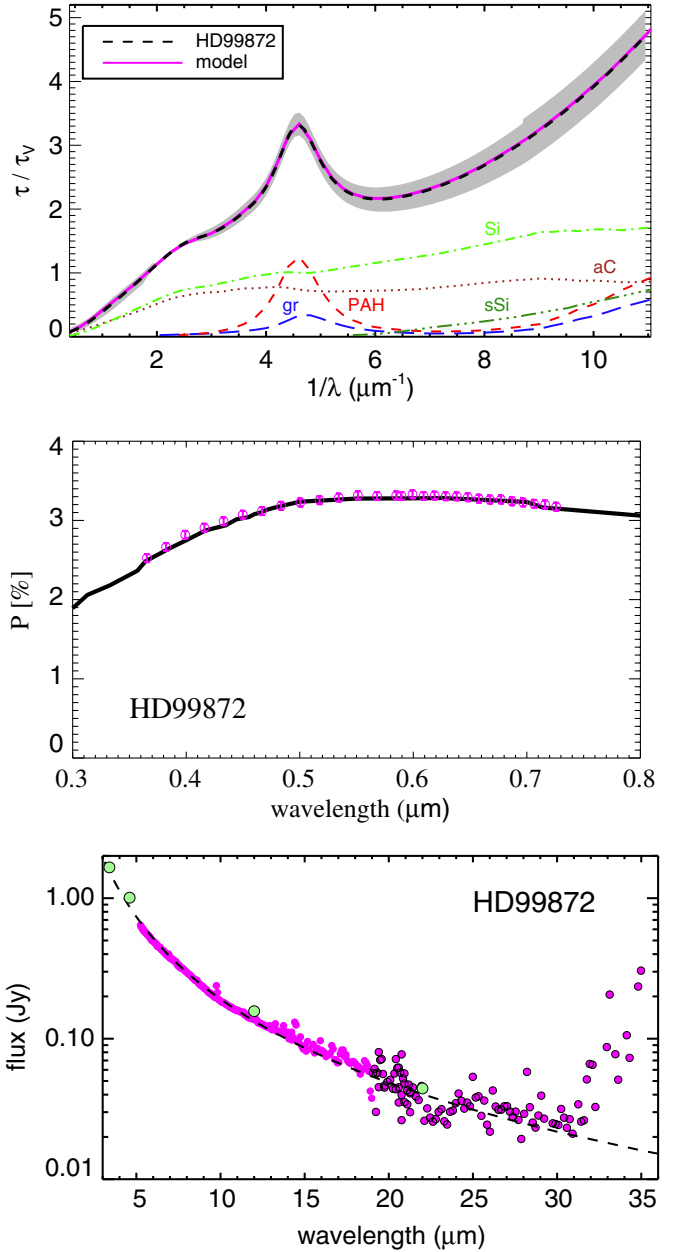 5
4
3
2
1
0
τ / τV
HD99872
model
Si
aC
PAH
gr
sSi
2 4 6 8 10
1/λ (μm-1)
4
3
2
1
0
P [%]
HD99872
0.3 0.4 0.5 0.6 0.7 0.8
wavelength (μm)
1.00
0.10
0.01
flux (Jy)
HD99872
5 10 15 20 25 30 35
wavelength (μm)